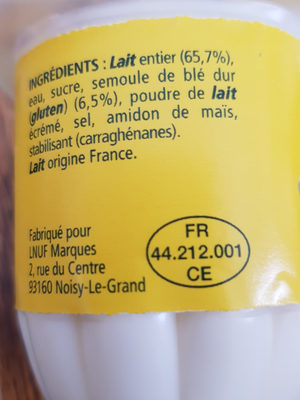 INGRÉDIENTS : Lait entier (65,7%),
eau, sucre, semoule de blé dur
(gluten) (6,5%), poudre de lait
écrémé, sel, amidon de maïs,
stabilisant (carraghénanes).
Lait origine France.
Fabriqué pour
LNUF Marques
2, rue du Centre
93160 Noisy-Le-Grand
FR
44.212.001
CE